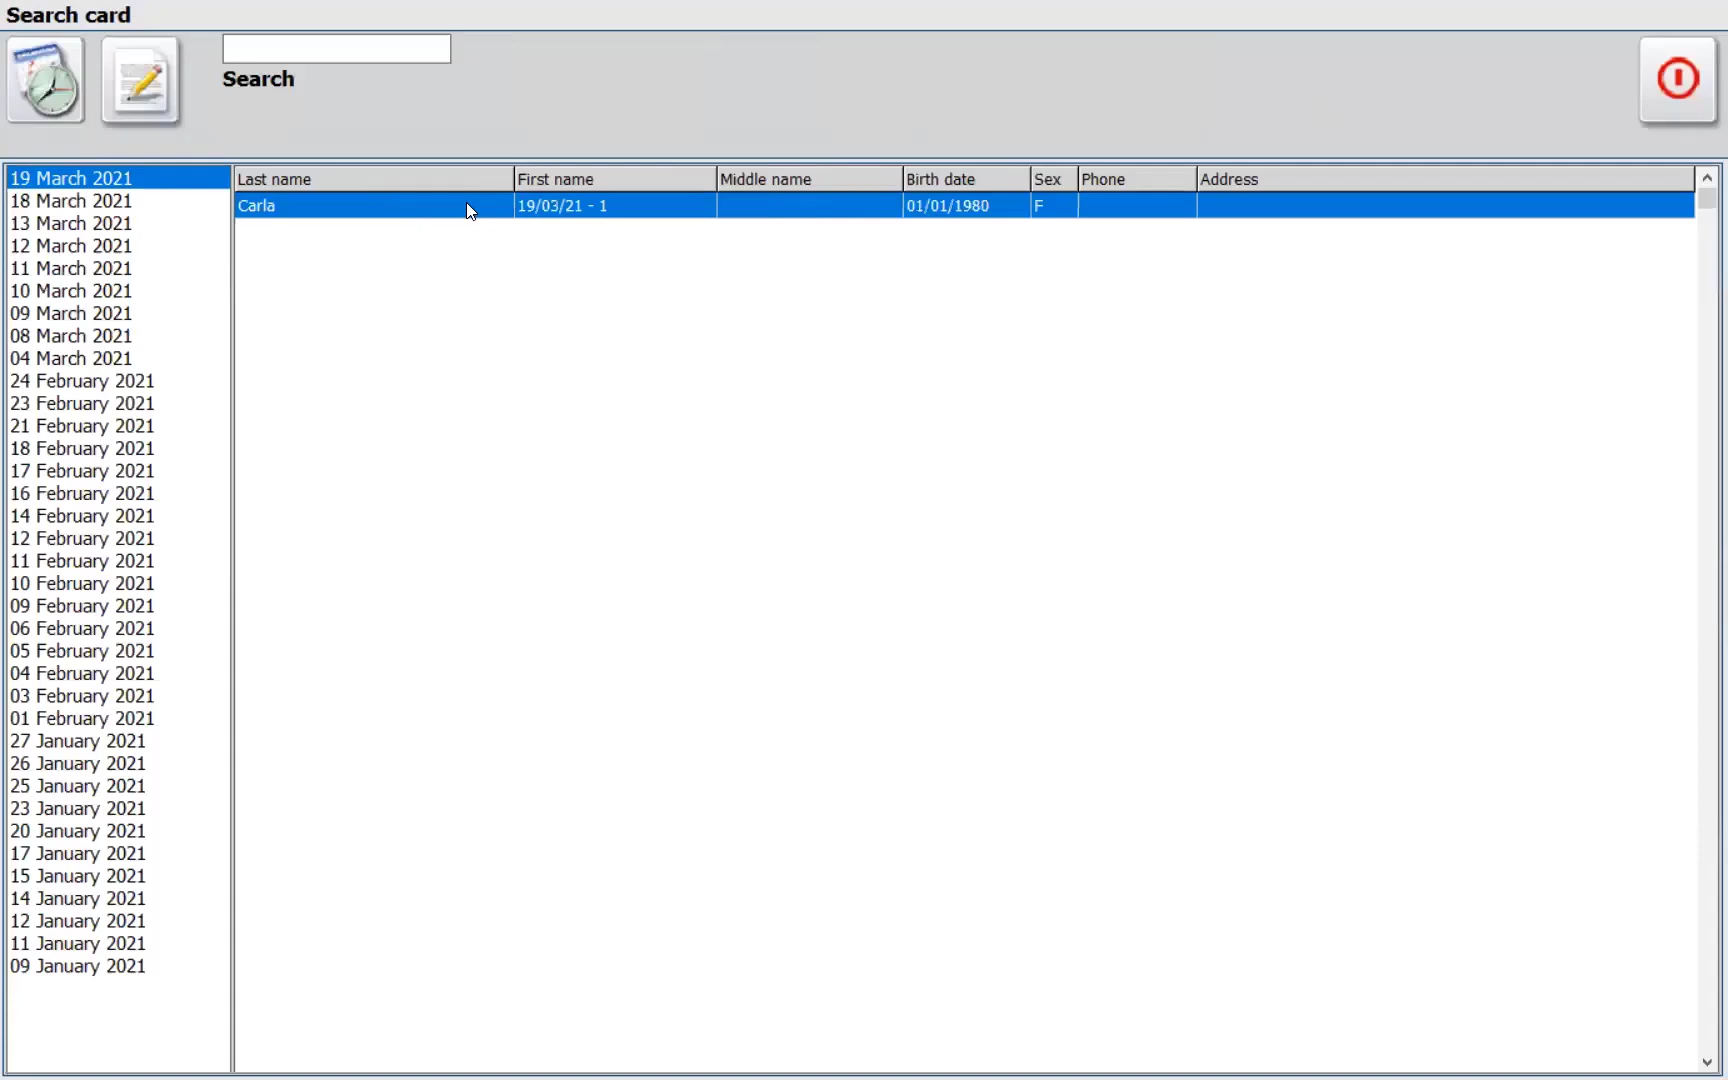 Search card
Search
19 March 2021
18 March 2021
13 March 2021
12 March 2021
11 March 2021
10 March 2021
09 March 2021
08 March 2021
04 March 2021
24 February 2021
23 February 2021
21 February 2021
18 February 2021
17 February 2021
16 February 2021
14 February 2021
12 February 2021
11 February 2021
10 February 2021
09 February 2021
06 February 2021
05 February 2021
04 February 2021
03 February 2021
01 February 2021
27 January 2021
26 January 2021
25 January 2021
23 January 2021
20 January 2021
17 January 2021
15 January 2021
14 January 2021
12 January 2021
11 January 2021
09 January 2021
Last name First name Middle name Birth date Sex Phone Address
Carla 19/03/21 - 1 01/01/1980 F